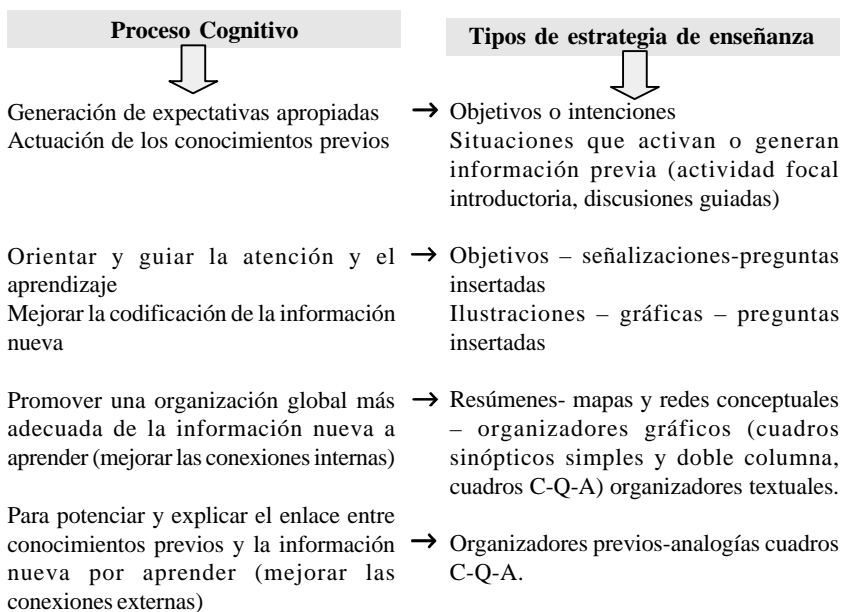 Proceso Cognitivo
Tipos de estrategia de enseñanza
Generación de expectativas apropiadas
Actuación de los conocimientos previos
→ Objetivos o intenciones
Situaciones que activan o generan
información previa (actividad focal
introductoria, discusiones guiadas)
Orientar y guiar la atención y el
aprendizaje
Mejorar la codificación de la información
nueva
→ Objetivos – señalizaciones-preguntas
insertadas
Ilustraciones – gráficas – preguntas
insertadas
Promover una organización global más
adecuada de la información nueva a
aprender (mejorar las conexiones internas)
→ Resúmenes- mapas y redes conceptuales
– organizadores gráficos (cuadros
sinópticos simples y doble columna,
cuadros C-Q-A) organizadores textuales.
Para potenciar y explicar el enlace entre
conocimientos previos y la información
nueva por aprender (mejorar las
conexiones externas)
→ Organizadores previos-analogías cuadros
C-Q-A.